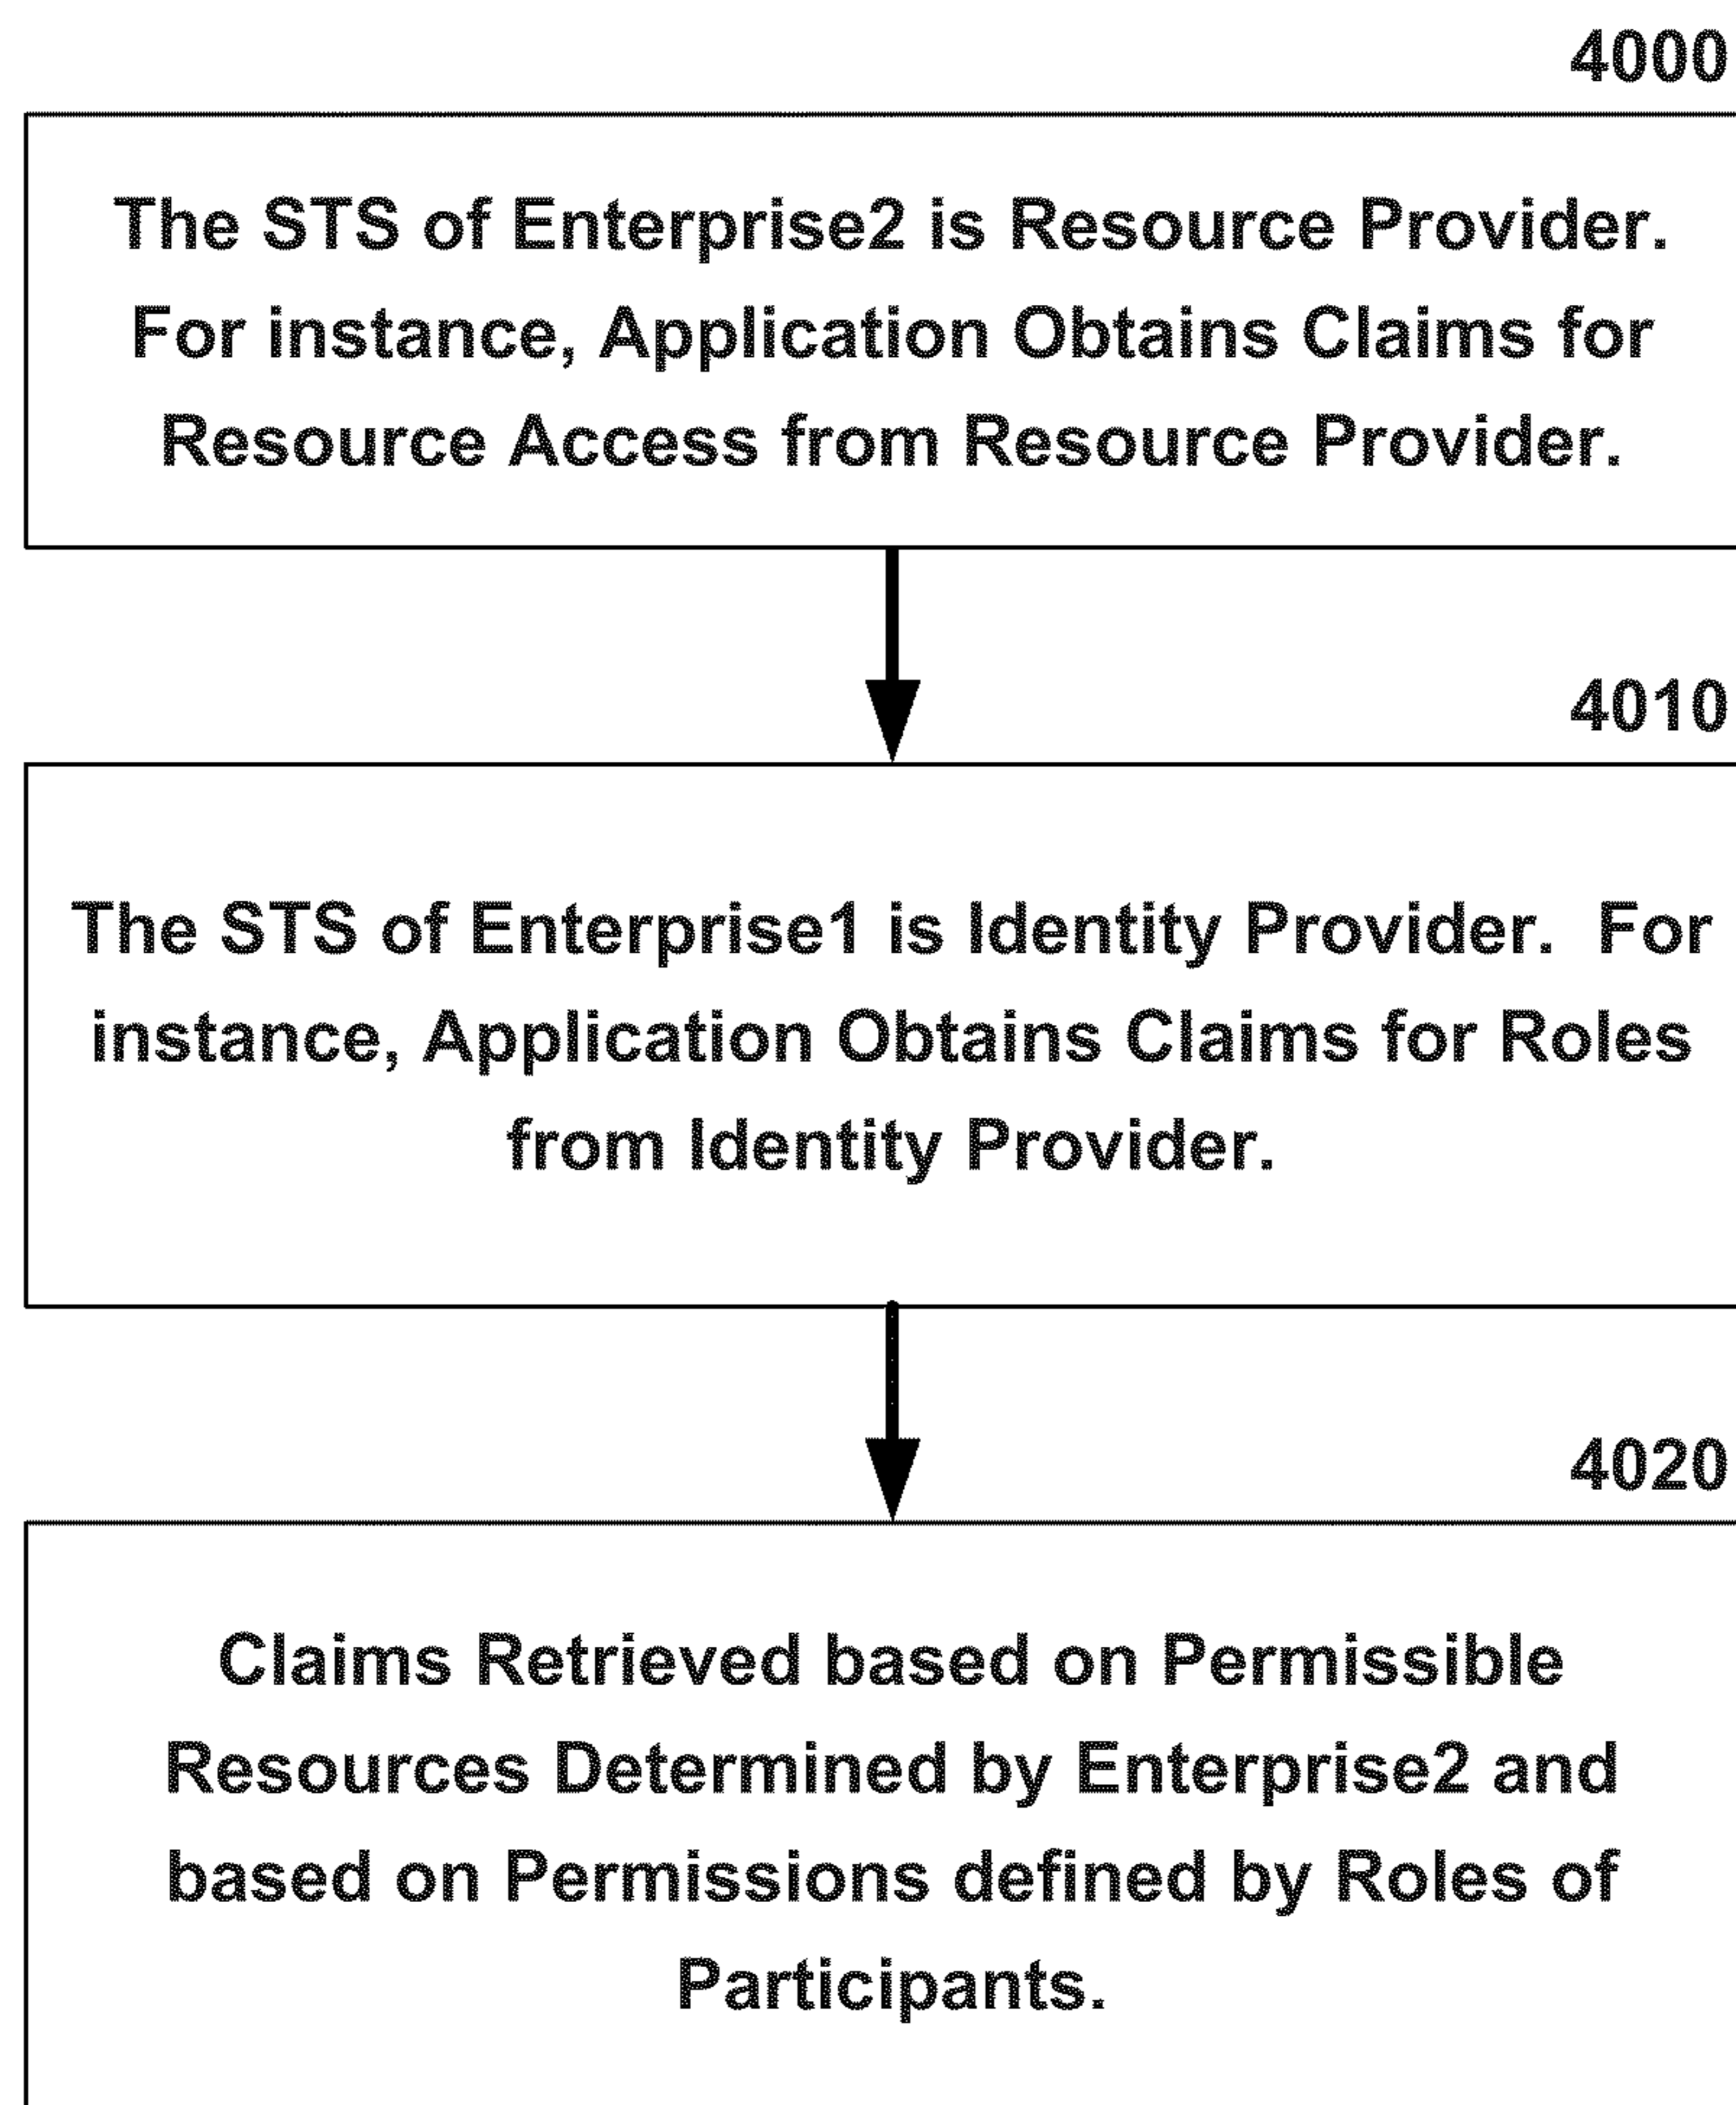 4000
The STS of Enterprise2 is Resource Provider.
For instance, Application Obtains Claims for
Resource Access from Resource Provider.
4010
The STS of Enterprise1 is Identity Provider. For
instance, Application Obtains Claims for Roles
from Identity Provider.
4020
Claims Retrieved based on Permissible
Resources Determined by Enterprise2 and
based on Permissions defined by Roles of
Participants.